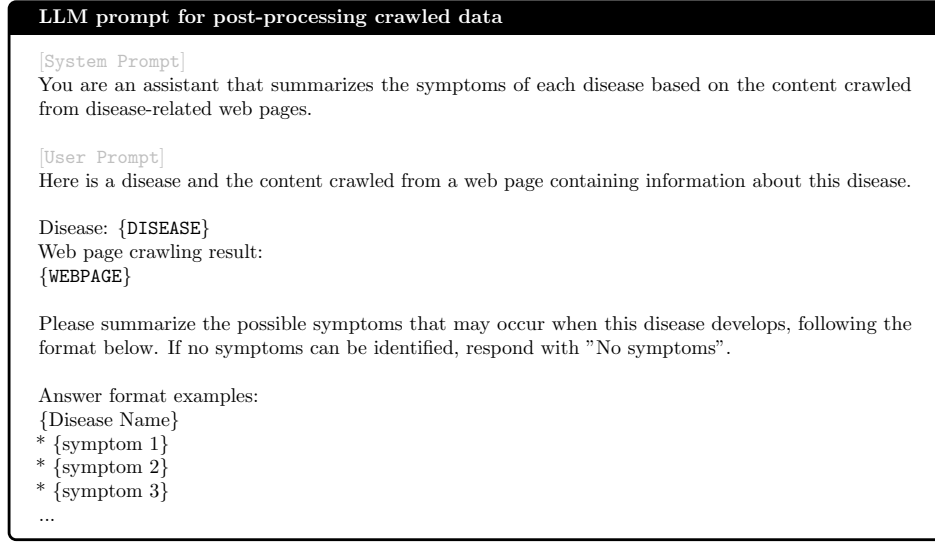 LLM prompt for post-processing crawled data
[System Prompt]
You are an assistant that summarizes the symptoms of each disease based on the content crawled
from disease-related web pages.
[User Prompt]
Here is a disease and the content crawled from a web page containing information about this disease.
Disease: {DISEASE}
Web page crawling result:
{WEBPAGE}
Please summarize the possible symptoms that may occur when this disease develops, following the
format below. If no symptoms can be identified, respond with ”No symptoms”.
Answer format examples:
{Disease Name}
* {symptom 1}
* {symptom 2}
* {symptom 3}
...